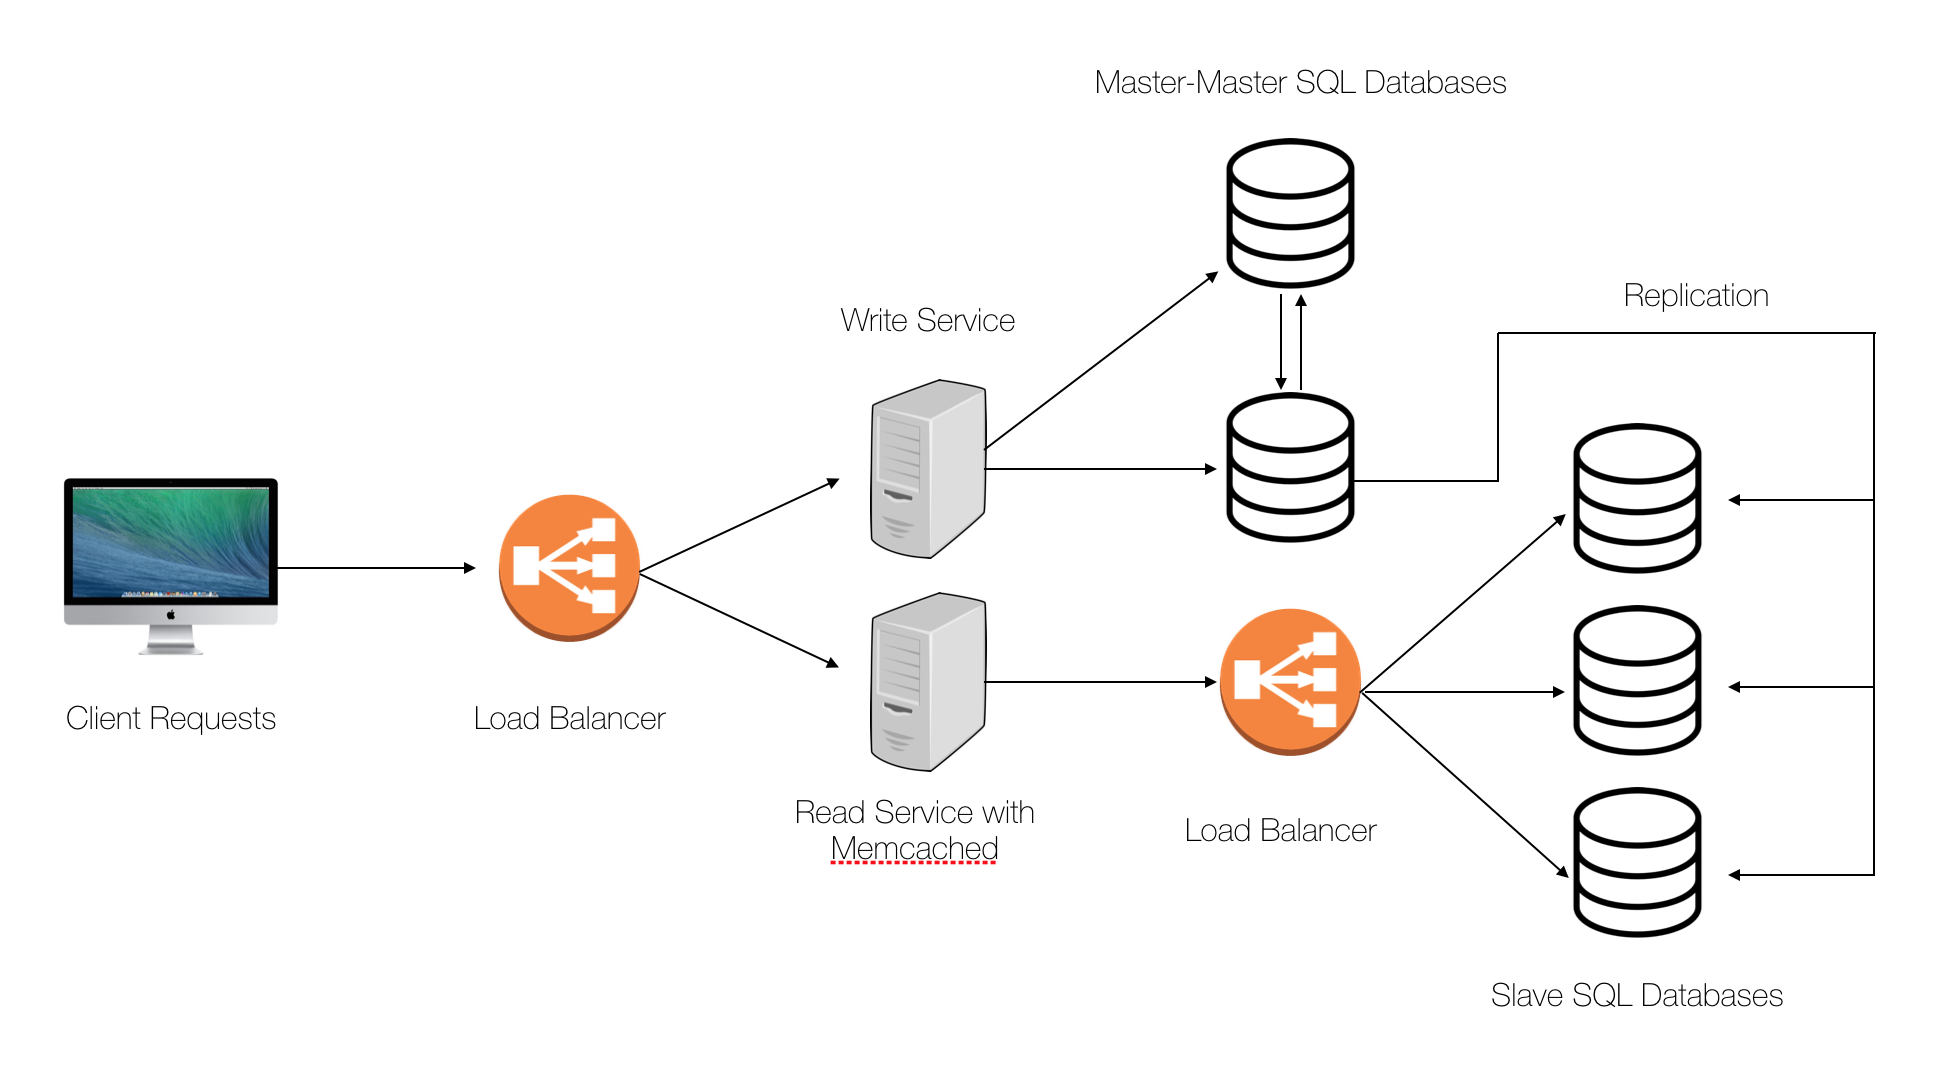 Master-Master SQL Databases
Replication
Write Service
Client Requests
Load Balancer
Read Service with
Memcached
Load Balancer
Slave SQL Databases